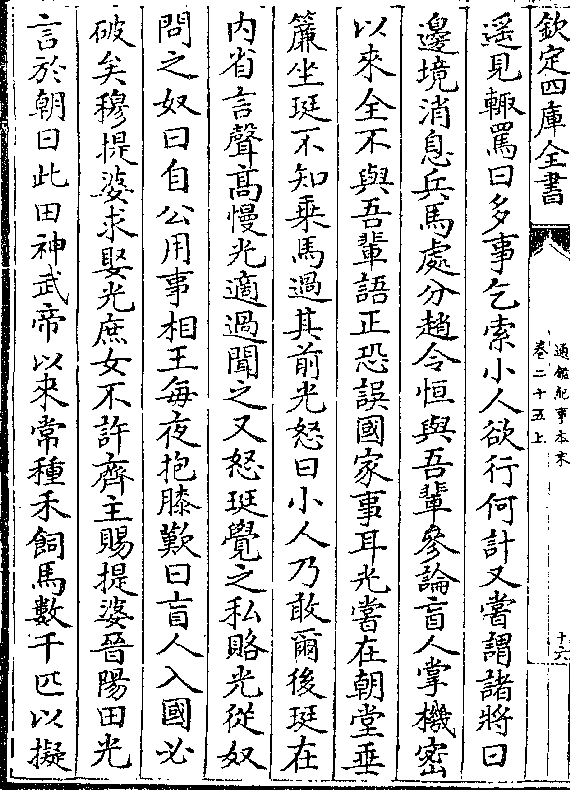 欽定四庫全書
通鑑紀事本末
卷二十五上
十六
遥見輙罵曰多事乞索小人欲行何計又嘗謂諸將曰
邊境消息兵馬處分趙令恒與吾輩參論盲人掌機密
以來全不與吾輩語正恐誤國家事耳光嘗在朝堂垂
簾坐珽不知乗馬過其前光怒曰小人乃敢爾後珽在
内省言聲髙慢光適過聞之又怒珽覺之私賂光從奴
問之奴曰自公用事相王毎夜抱膝歎曰盲人入國必
破矣穆提婆求娶光庶女不許齊主賜提婆晉陽田光
言於朝曰此田神武帝以來常種禾飼馬數千匹以擬